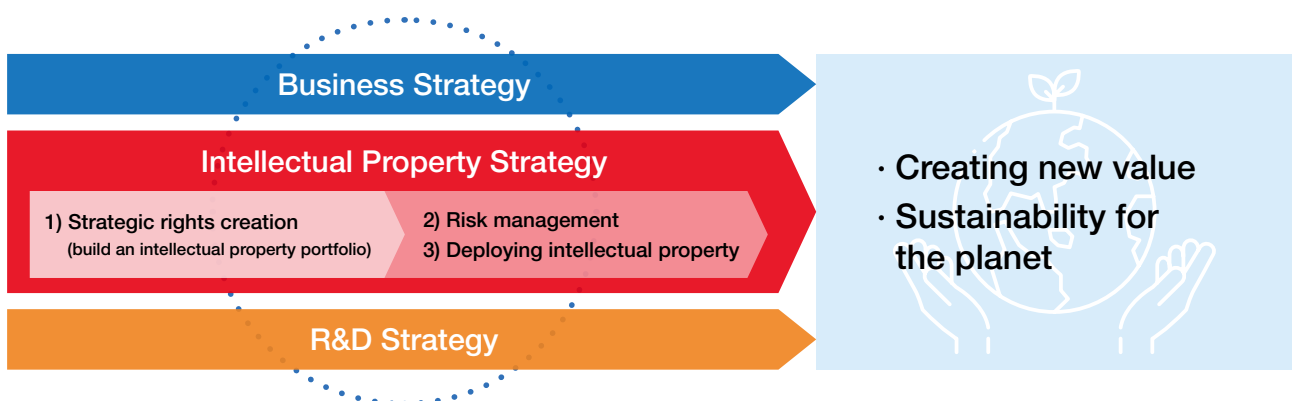 Business Strategy
Intellectual Property Strategy
1) Strategic rights creation
(build an intellectual property portfolio)
2) Risk management
3) Deploying intellectual property
R&D Strategy
· Creating new value
· Sustainability for
the planet